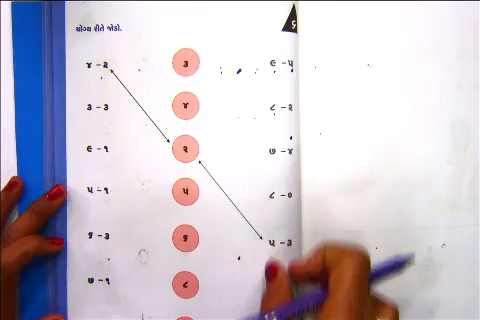 યોગ્ય રીતે જોડો.
૬
૪ - ૨ ૩ ૯ - ૫
૩ - ૩ ૪ ૮ - ૨
૯ - ૧ ૨ ૭ - ૪
૫ - ૧ ૫ ૮ - ૦
૬ - ૩ ૬ ૫ - ૩
૭ - ૧ ૮